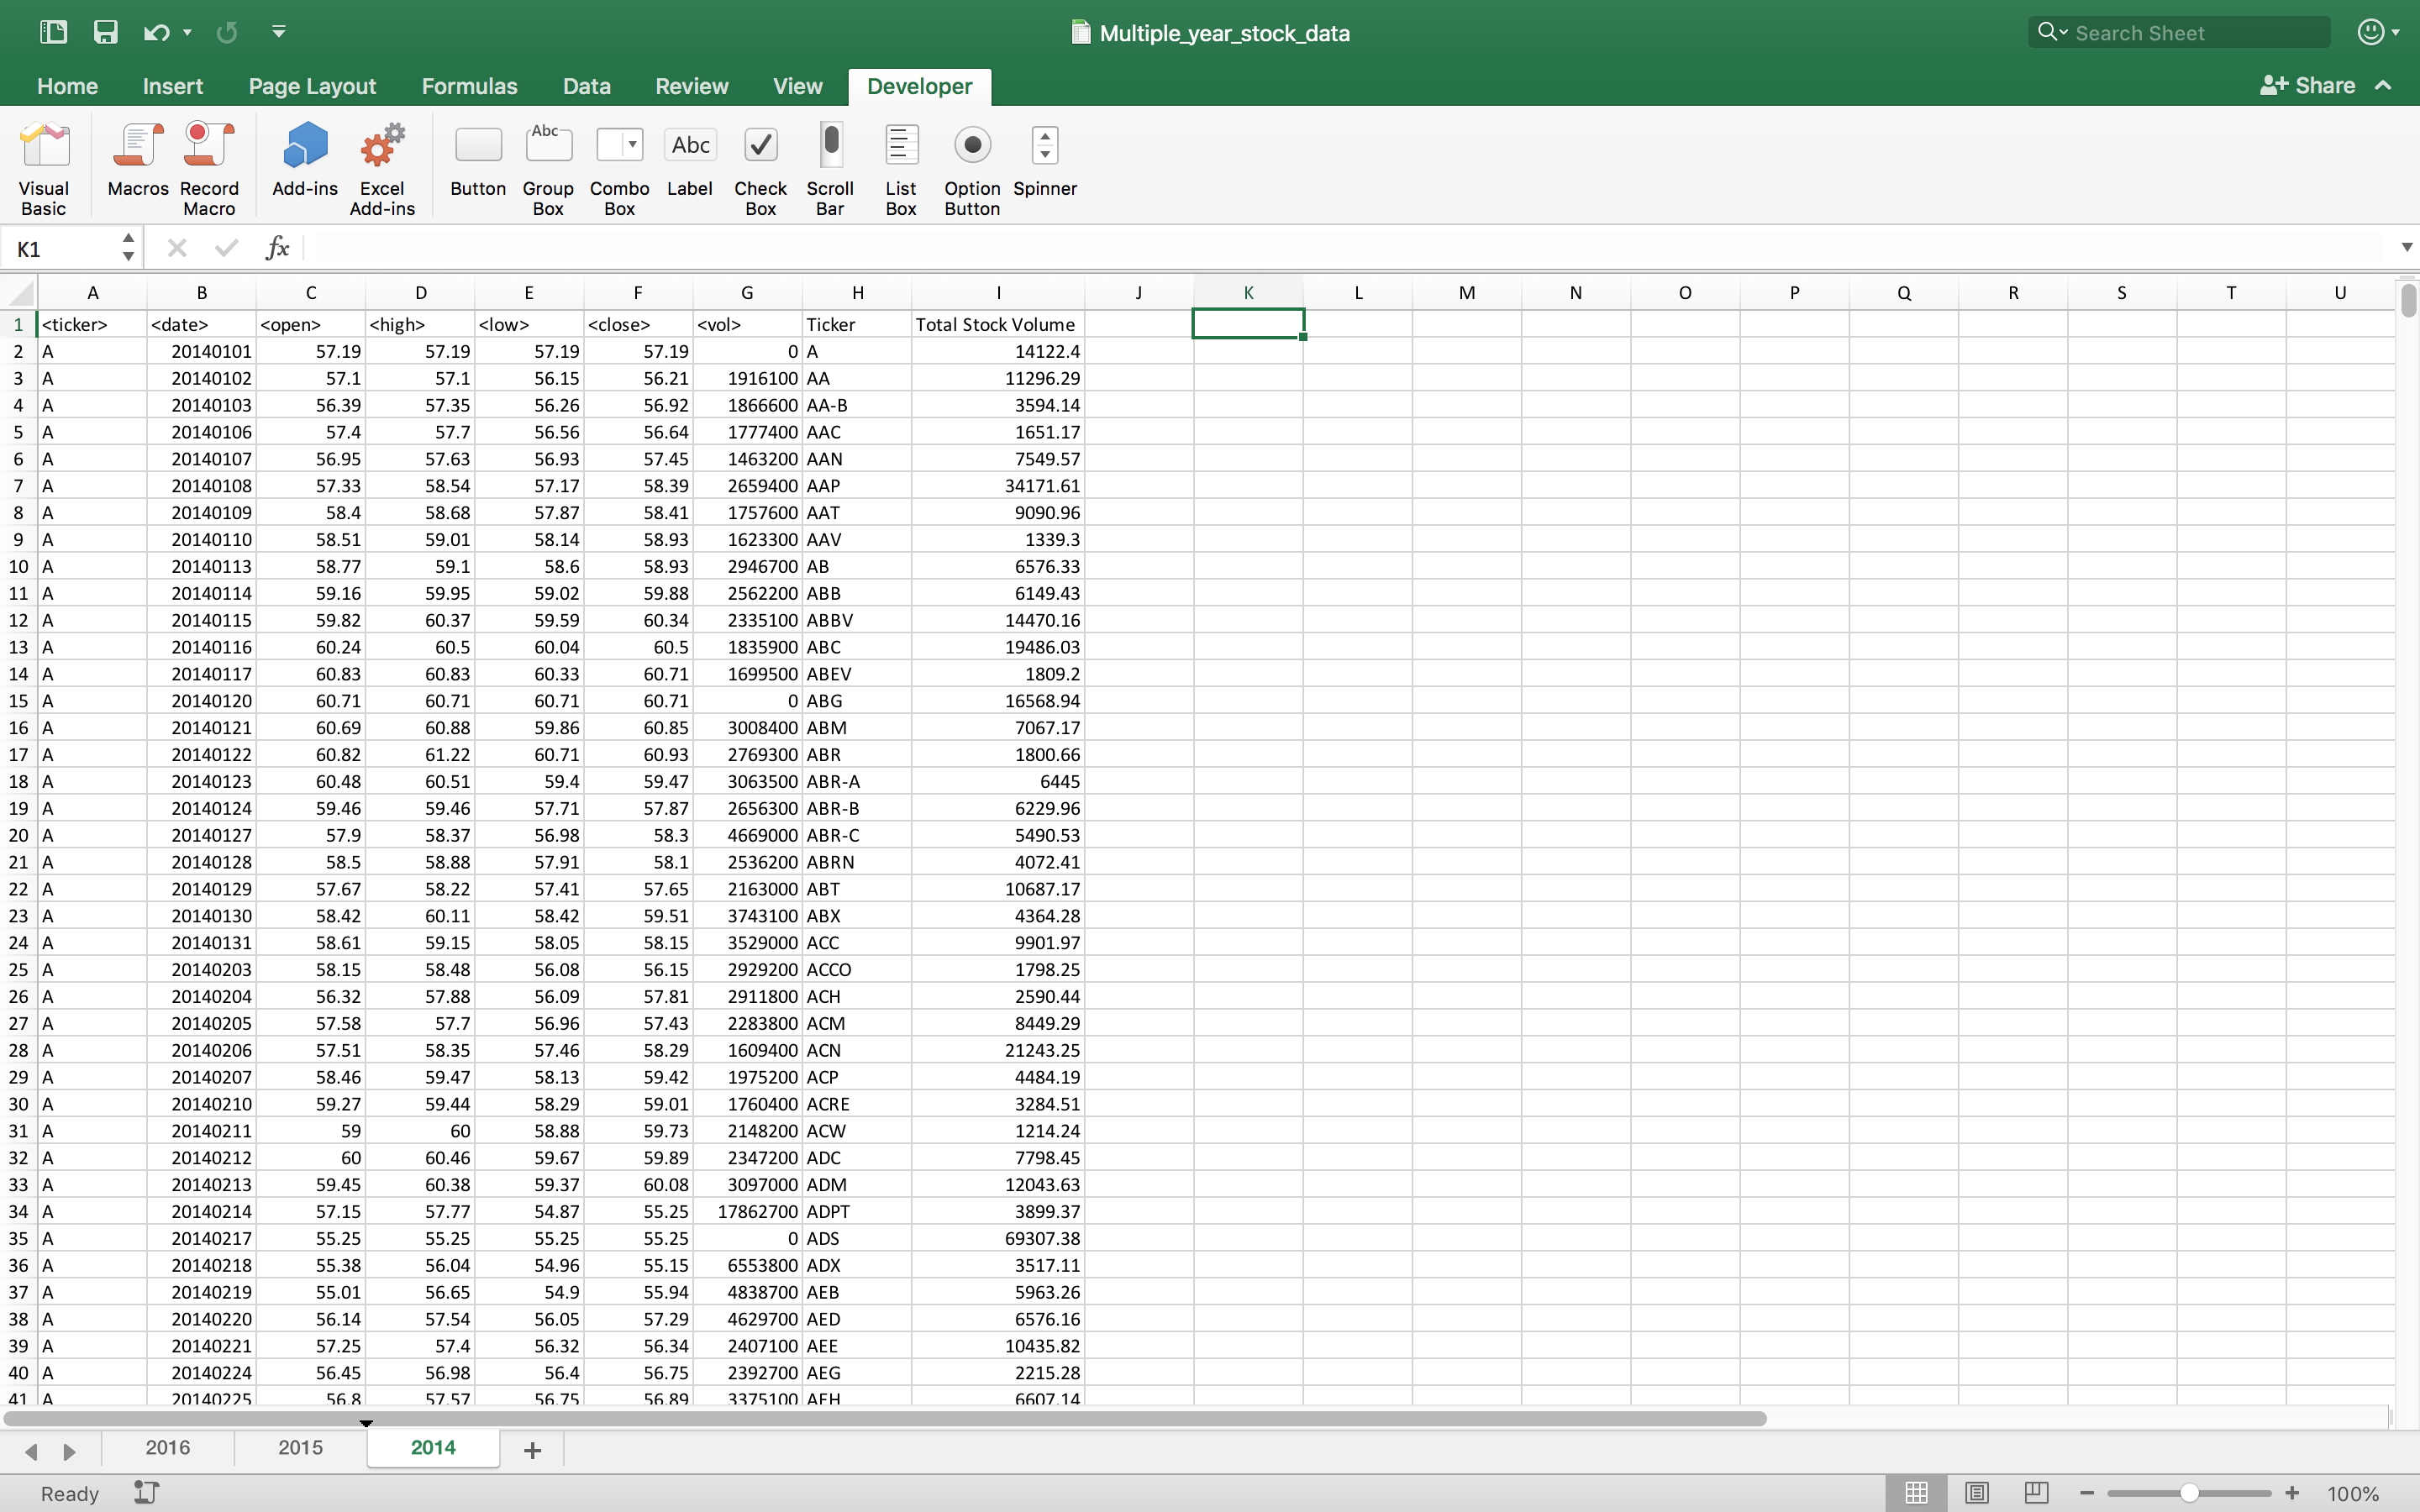 Multiple_year_stock_data
Search Sheet
Home Insert Page Layout Formulas Data Review View Developer Share
Visual Basic Macros Record Macro Add-ins Excel Add-ins Button Group Box Combo Box Label Check Box Scroll Bar List Box Option Button Spinner
Abc Abc
K1 fx
A B C D E F G H I J K L M N O P Q R S T U
1 <ticker> <date> <open> <high> <low> <close> <vol> Ticker Total Stock Volume
2 A 20140101 57.19 57.19 57.19 57.19 0 A 14122.4
3 A 20140102 57.1 57.1 56.15 56.21 1916100 AA 11296.29
4 A 20140103 56.39 57.35 56.26 56.92 1866600 AA-B 3594.14
5 A 20140106 57.4 57.7 56.56 56.64 1777400 AAC 1651.17
6 A 20140107 56.95 57.63 56.93 57.45 1463200 AAN 7549.57
7 A 20140108 57.33 58.54 57.17 58.39 2659400 AAP 34171.61
8 A 20140109 58.4 58.68 57.87 58.41 1757600 AAT 9090.96
9 A 20140110 58.51 59.01 58.14 58.93 1623300 AAV 1339.3
10 A 20140113 58.77 59.1 58.6 58.93 2946700 AB 6576.33
11 A 20140114 59.16 59.95 59.02 59.88 2562200 ABB 6149.43
12 A 20140115 59.82 60.37 59.59 60.34 2335100 ABBV 14470.16
13 A 20140116 60.24 60.5 60.04 60.5 1835900 ABC 19486.03
14 A 20140117 60.83 60.83 60.33 60.71 1699500 ABEV 1809.2
15 A 20140120 60.71 60.71 60.71 60.71 0 ABG 16568.94
16 A 20140121 60.69 60.88 59.86 60.85 3008400 ABM 7067.17
17 A 20140122 60.82 61.22 60.71 60.93 2769300 ABR 1800.66
18 A 20140123 60.48 60.51 59.4 59.47 3063500 ABR-A 6445
19 A 20140124 59.46 59.46 57.71 57.87 2656300 ABR-B 6229.96
20 A 20140127 57.9 58.37 56.98 58.3 4669000 ABR-C 5490.53
21 A 20140128 58.5 58.88 57.91 58.1 2536200 ABRN 4072.41
22 A 20140129 57.67 58.22 57.41 57.65 2163000 ABT 10687.17
23 A 20140130 58.42 60.11 58.42 59.51 3743100 ABX 4364.28
24 A 20140131 58.61 59.15 58.05 58.15 3529000 ACC 9901.97
25 A 20140203 58.15 58.48 56.08 56.15 2929200 ACCO 1798.25
26 A 20140204 56.32 57.88 56.09 57.81 2911800 ACH 2590.44
27 A 20140205 57.58 57.7 56.96 57.43 2283800 ACM 8449.29
28 A 20140206 57.51 58.35 57.46 58.29 1609400 ACN 21243.25
29 A 20140207 58.46 59.47 58.13 59.42 1975200 ACP 4484.19
30 A 20140210 59.27 59.44 58.29 59.01 1760400 ACRE 3284.51
31 A 20140211 59 60 58.88 59.73 2148200 ACW 1214.24
32 A 20140212 60 60.46 59.67 59.89 2347200 ADC 7798.45
33 A 20140213 59.45 60.38 59.37 60.08 3097000 ADM 12043.63
34 A 20140214 57.15 57.77 54.87 55.25 17862700 ADPT 3899.37
35 A 20140217 55.25 55.25 55.25 55.25 0 ADS 69307.38
36 A 20140218 55.38 56.04 54.96 55.15 6553800 ADX 3517.11
37 A 20140219 55.01 56.65 54.9 55.94 4838700 AEB 5963.26
38 A 20140220 56.14 57.54 56.05 57.29 4629700 AED 6576.16
39 A 20140221 57.25 57.4 56.32 56.34 2407100 AEE 10435.82
40 A 20140224 56.45 56.98 56.4 56.75 2392700 AEG 2215.28
41 A 20140225 56.8 57.57 56.75 56.89 3375100 AEH 6607.14
2016 2015 2014
Ready 100%